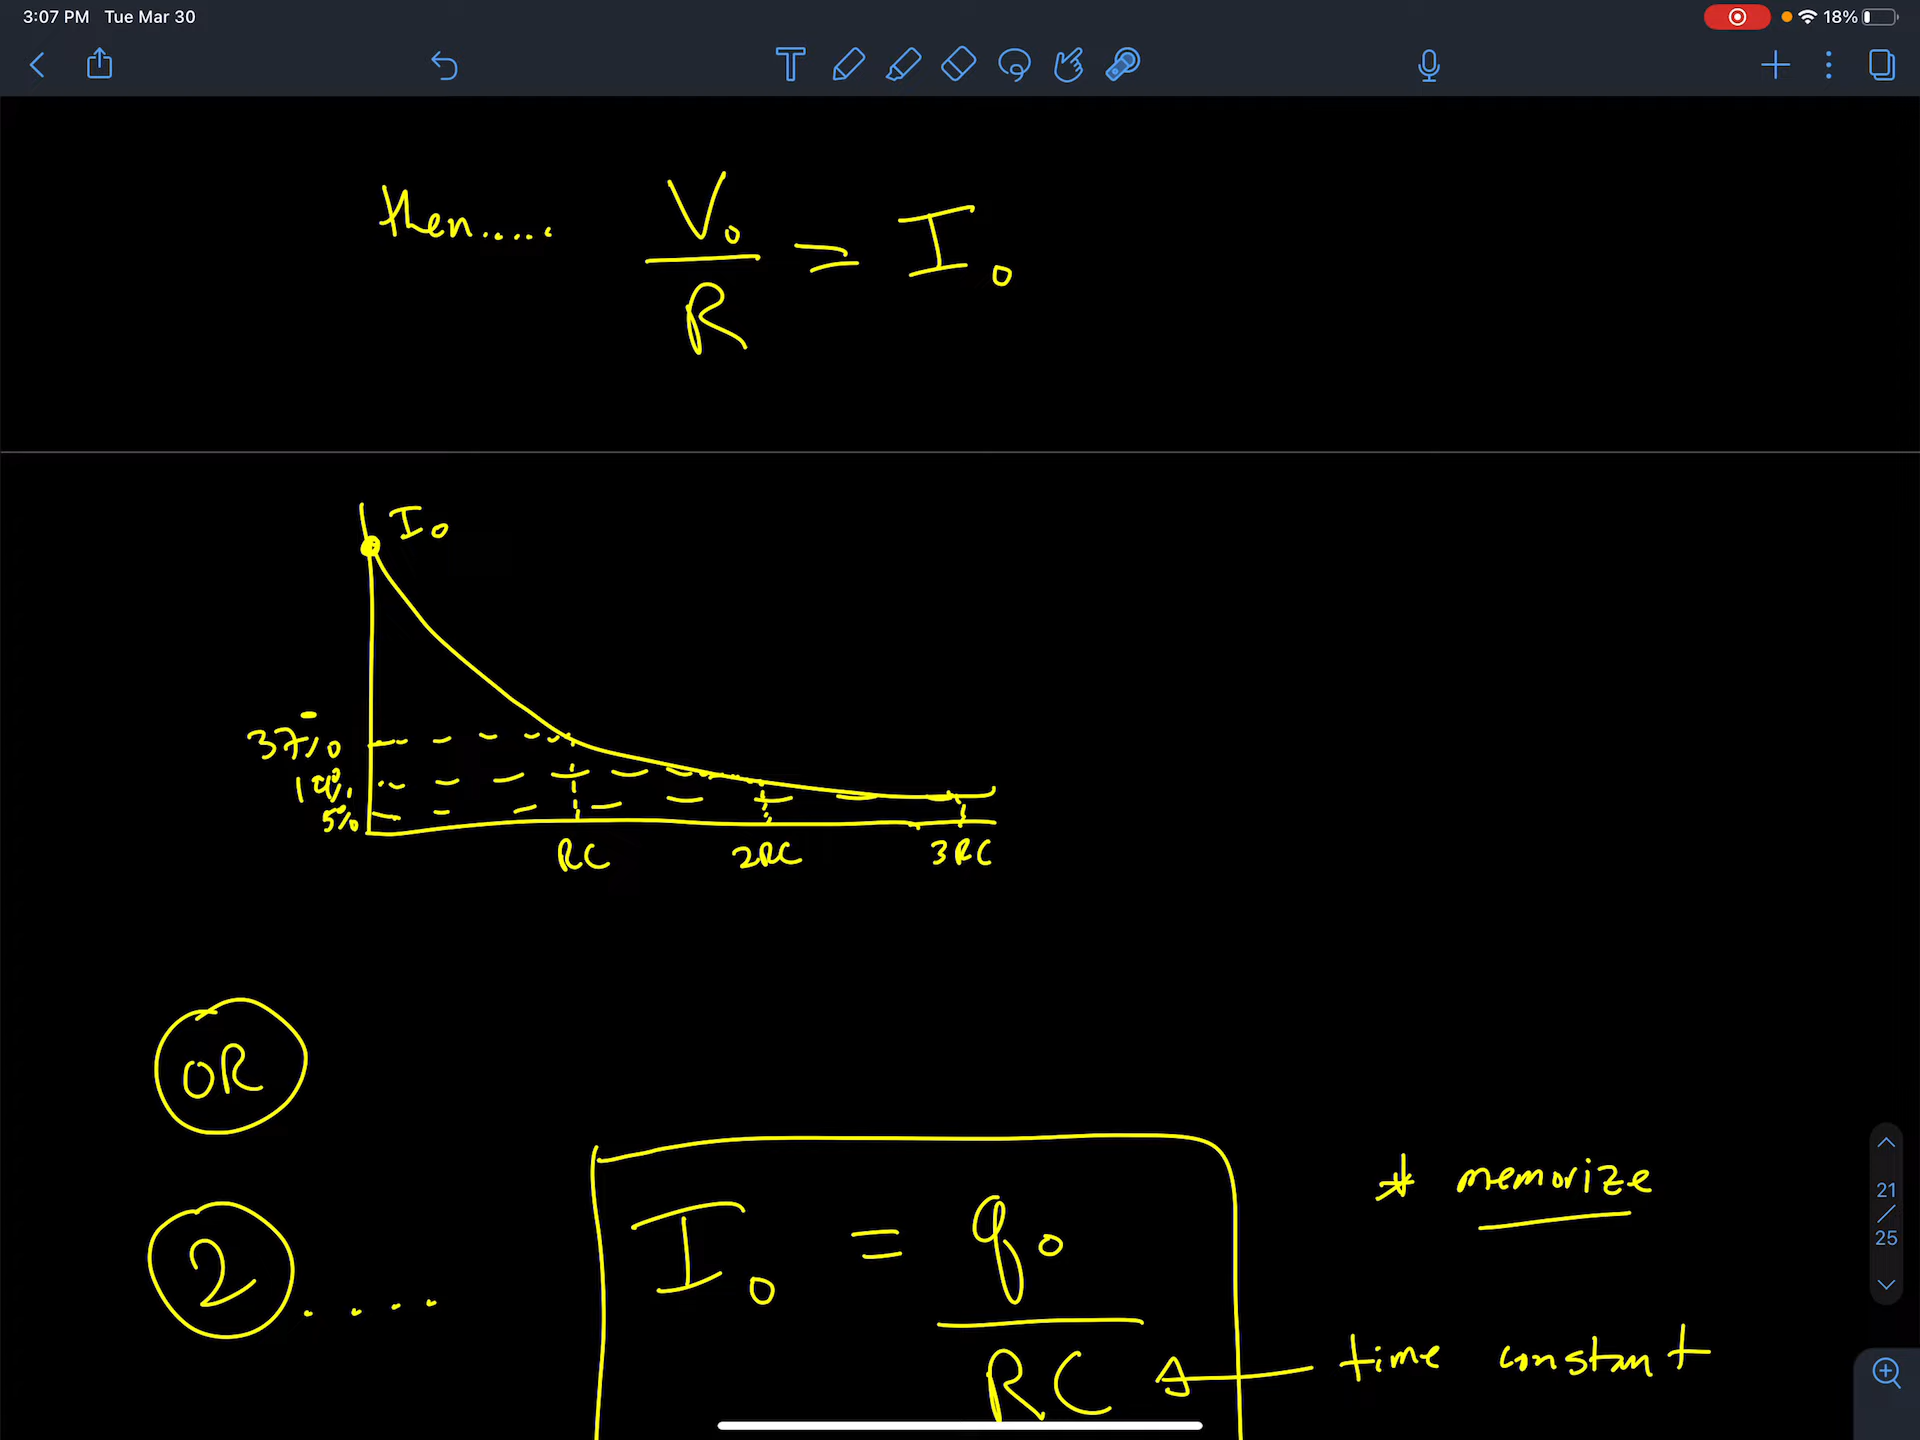 3:07 PM Tue Mar 30 18%
then..... V₀/R = I₀
I₀
37%
14%
5%
RC 2RC 3RC
OR
* memorize
2.... I₀ = q₀/RC
time constant
21/25